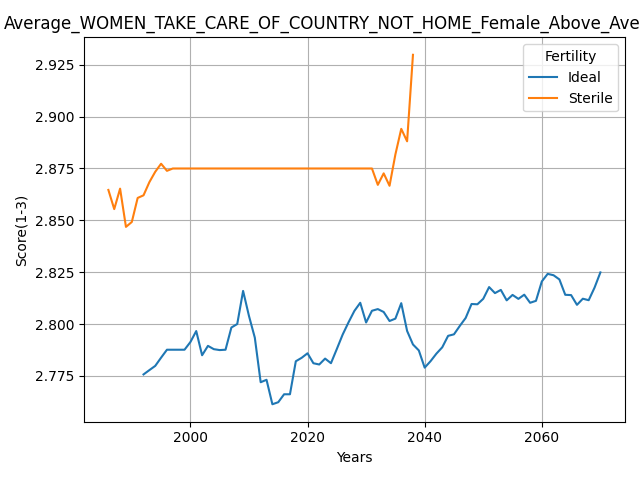 Average_WOMEN_TAKE_CARE_OF_COUNTRY_NOT_HOME_Female_Above_Ave
Fertility
Ideal
Sterile
2.925
2.900
2.875
2.850
2.825
2.800
2.775
Score(1-3)
2000
2020
2040
2060
Years